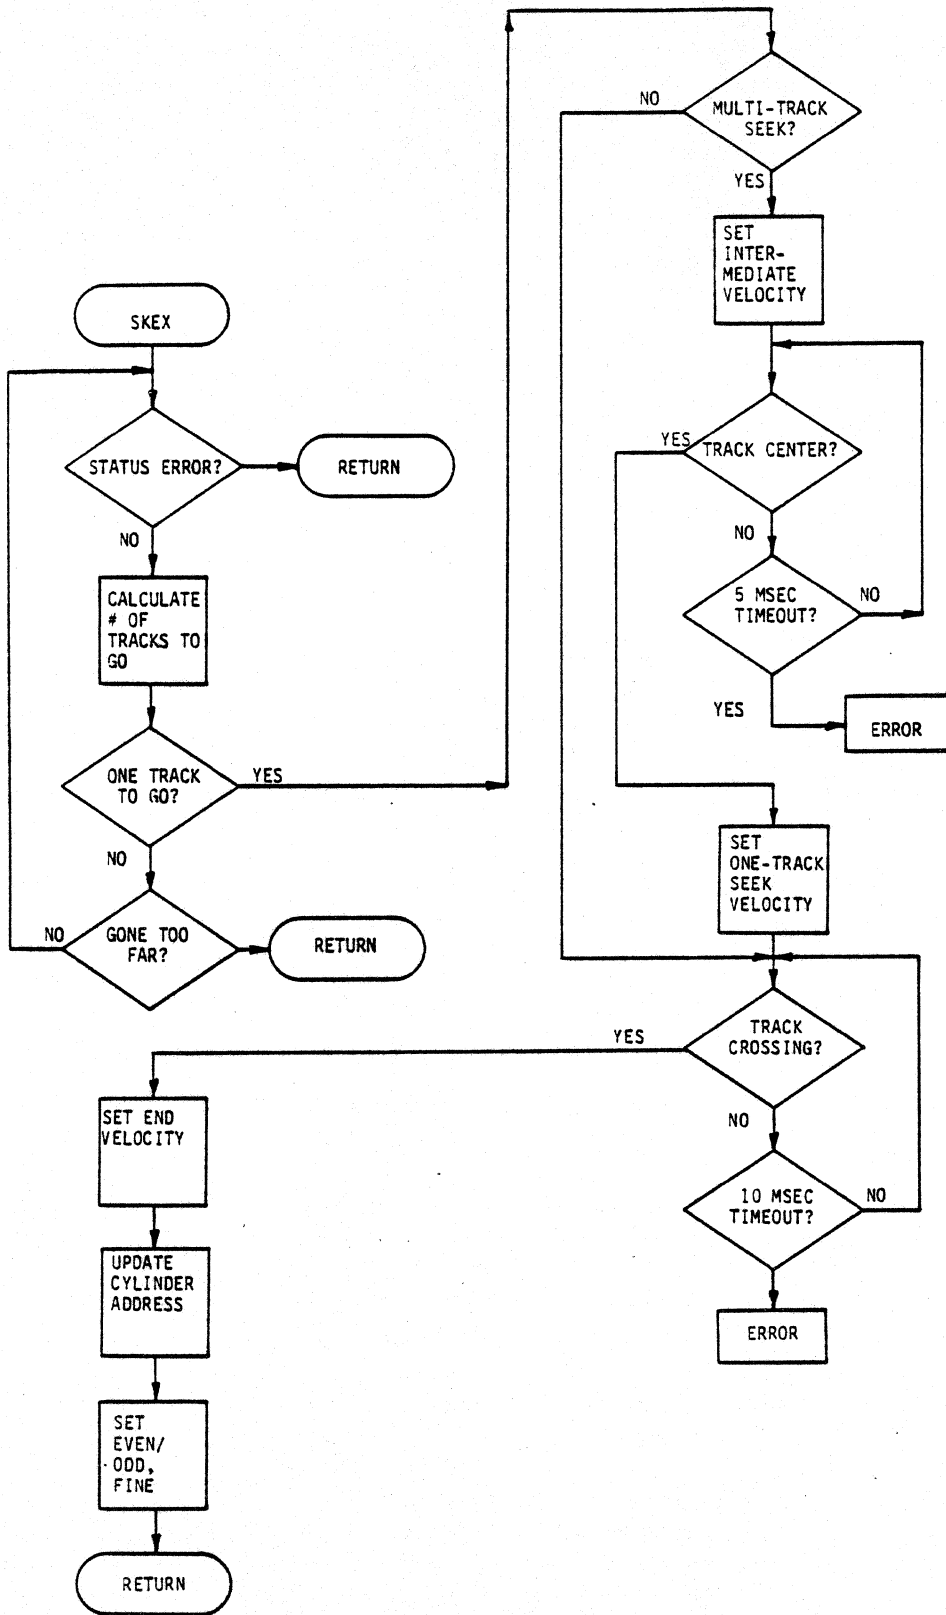 SKEX
STATUS ERROR?
RETURN
NO
CALCULATE
# OF
TRACKS TO
GO
ONE TRACK
TO GO?
YES
NO
GONE TOO
FAR?
NO
RETURN
MULTI-TRACK
SEEK?
NO
YES
SET
INTER-
MEDIATE
VELOCITY
TRACK CENTER?
YES
NO
5 MSEC
TIMEOUT?
NO
YES
ERROR
SET
ONE-TRACK
SEEK
VELOCITY
TRACK
CROSSING?
YES
NO
10 MSEC
TIMEOUT?
NO
ERROR
SET END
VELOCITY
UPDATE
CYLINDER
ADDRESS
SET
EVEN/
ODD,
FINE
RETURN